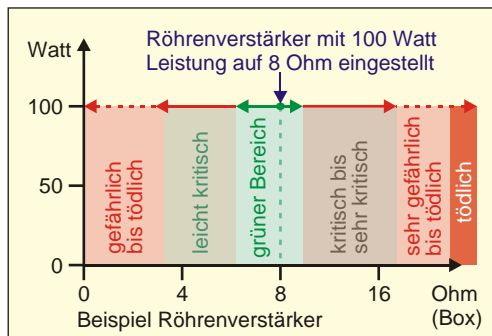 Röhrenverstärker mit 100 Watt
Leistung auf 8 Ohm eingestellt
Watt
100
50
0
gefährlich
bis tödlich
leicht kritisch
grüner Bereich
kritisch bis
sehr kritisch
sehr gefährlich
bis tödlich
tödlich
0
4
8
16
Ohm
(Box)
Beispiel Röhrenverstärker